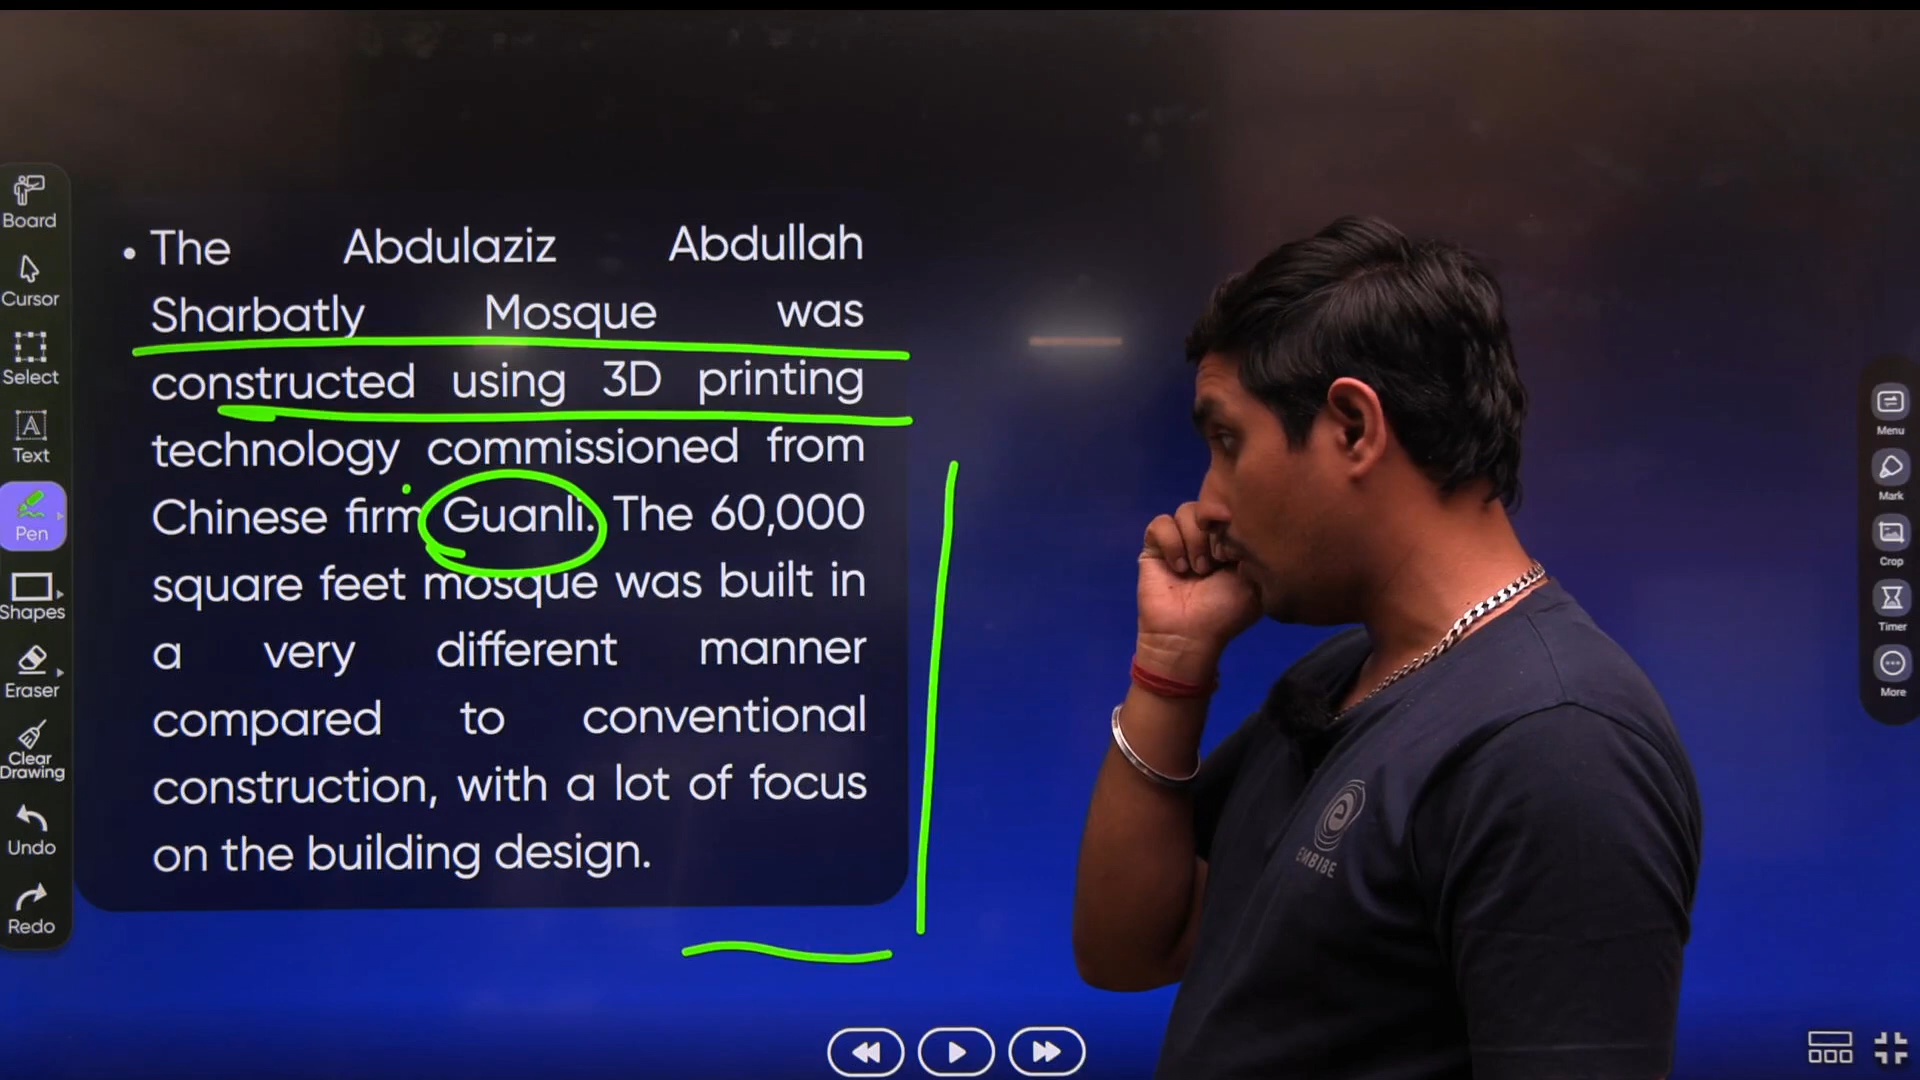 • The Abdulaziz Abdullah
Sharbatly Mosque was
constructed using 3D printing
technology commissioned from
Chinese firm Guanli. The 60,000
square feet mosque was built in
a very different manner
compared to conventional
construction, with a lot of focus
on the building design.
Board
Cursor
Select
Text
Pen
Shapes
Eraser
Clear
Drawing
Undo
Redo
Menu
Mark
Crop
Timer
More
EMBIBE